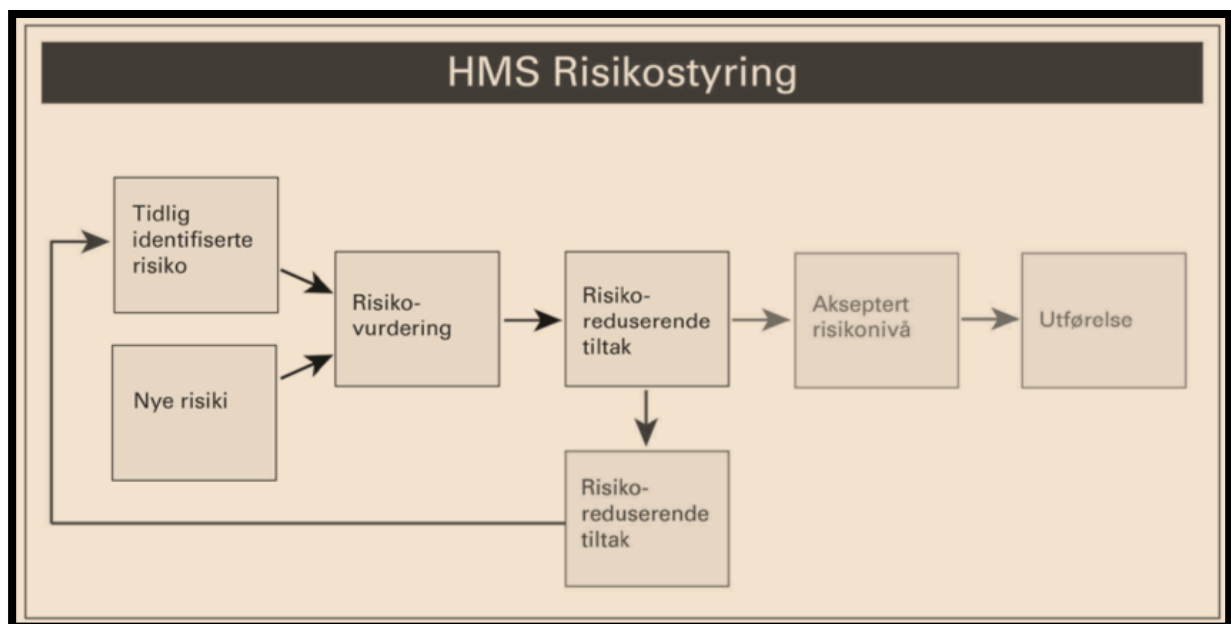 HMS Risikostyring
Tidlig
identifiserte
risiko
Nye risiki
Risiko-
vurdering
Risiko-
reduserende
tiltak
Akseptert
risikonivå
Utførelse
Risiko-
reduserende
tiltak